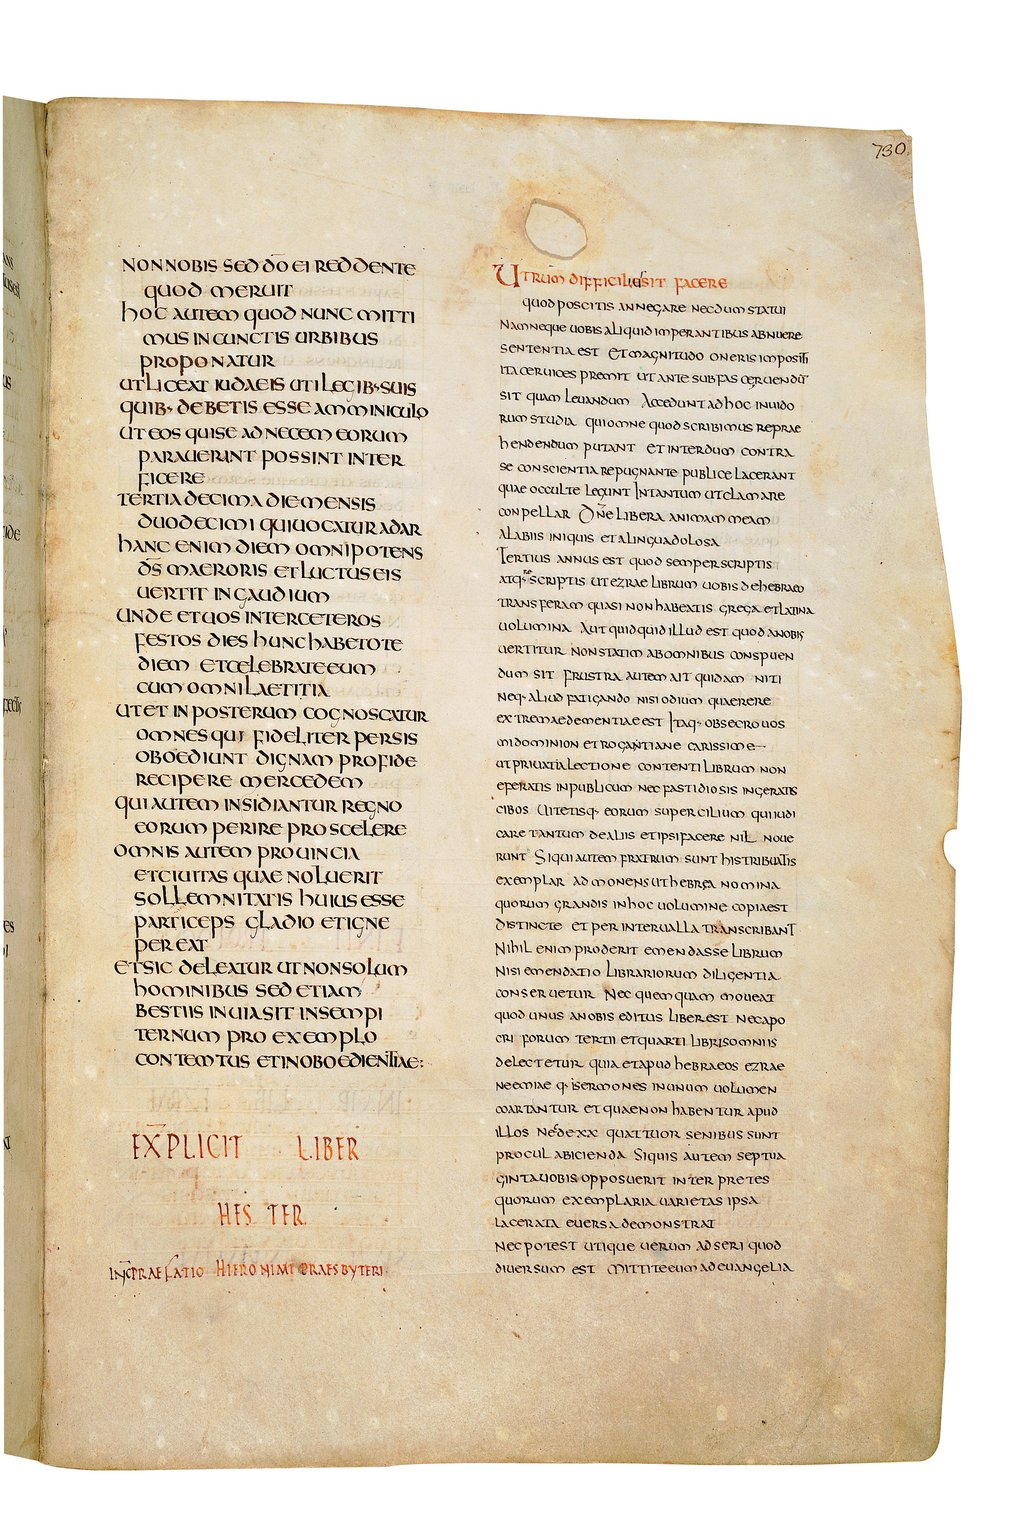 730
NON NOBIS SED D̄O EI REDDENTE
QUOD MERUIT
HOC AUTEM QUOD NUNC MITTI
MUS IN CUNCTIS URBIBUS
PROPONATUR
UT LICEAT IUDAEIS UTI LEGIB· SUIS
QUIB· DEBETIS ESSE AMMINICULO
UT EOS QUI SE AD NECEM EORUM
PARAUERINT POSSINT INTER
FICERE
TERTIA DECIMA DIE MENSIS
DUODECIMI QUI UOCATUR ADAR
HANC ENIM DIEM OMNIPOTENS
D̄S MAERORIS ET LUCTUS EIS
UERTIT IN GAUDIUM
UNDE ET UOS INTER CETEROS
FESTOS DIES HUNC HABETOTE
DIEM ET CELEBRATE EUM
CUM OMNI LAETITIA
UT ET IN POSTERUM COGNOSCATUR
OMNES QUI FIDELITER PERSIS
OBOEDIUNT DIGNAM PRO FIDE
RECIPERE MERCEDEM
QUI AUTEM INSIDIANTUR REGNO
EORUM PERIRE PRO SCELERE
OMNIS AUTEM PROUINCIA
ET CIUITAS QUAE NOLUERIT
SOLLEMNITATIS HUIUS ESSE
PARTICEPS GLADIO ET IGNE
PEREAT
ET SIC DELEATUR UT NON SOLUM
HOMINIBUS SED ETIAM
BESTIIS INUIA SIT IN SEMPI
TERNUM PRO EXEMPLO
CONTEMTUS ET INOBOEDIENTIAE:
EXPLICIT LIBER
HESTER
INC̄ PRAEFATIO HIERONIMI PRAESBYTERI
UTRUM DIFFICILIUS SIT FACERE
QUOD POSCITIS AN NEGARE NECDUM STATUI
NAM NEQUE UOBIS ALIQUID IMPERANTIBUS ABNUERE
SENTENTIA EST ET MAGNITUDO ONERIS IMPOSITI
ITA CERUICES PREMIT UT ANTE SUB FASCE RUENDŪ
SIT QUAM LEUANDUM ACCEDUNT AD HOC INUIDO
RUM STUDIA QUI OMNE QUOD SCRIBIMUS REPRAE
HENDENDUM PUTANT ET INTERDUM CONTRA
SE CONSCIENTIA REPUGNANTE PUBLICE LACERANT
QUAE OCCULTE LEGUNT INTANTUM UT CLAMARE
CONPELLAR D̄NE LIBERA ANIMAM MEAM
A LABIIS INIQUIS ET A LINGUA DOLOSA
TERTIUS ANNUS EST QUOD SEMPER SCRIPTIS
ATQ· RESCRIPTIS UT EZRAE LIBRUM UOBIS DE HEBRAEO
TRANSFERAM QUASI NON HABEATIS GREGA ET LATINA
UOLUMINA AUT QUIDQUID ILLUD EST QUOD A NOBIS
UERTITUR NON STATIM AB OMNIBUS CONSPUEN
DUM SIT FRUSTRA AUTEM AIT QUIDAM NITI
NEQ· ALIUD FATIGANDO NISI ODIUM QUAERERE
EXTREMAE DEMENTIAE EST ITAQ· OBSECRO UOS
MI DOMINION ET ROGATIANE CARISSIME
UT PRIUATA LECTIONE CONTENTI LIBRUM NON
EFERATIS IN PUBLICUM NEC FASTIDIOSIS INGERATIS
CIBOS UITETISQ· EORUM SUPERCILIUM QUI IUDI
CARE TANTUM DE ALIIS ET IPSI FACERE NIL NOUE
RUNT SI QUI AUTEM FRATRUM SUNT HIS TRIBUATIS
EXEMPLAR ADMONENS UT HEBREA NOMINA
QUORUM GRANDIS IN HOC UOLUMINE COPIA EST
DISTINCTE ET PER INTERUALLA TRANSCRIBANT
NIHIL ENIM PRODERIT EMENDASSE LIBRUM
NISI EMENDATIO LIBRARIORUM DILIGENTIA
CONSERUETUR NEC QUEMQUAM MOUEAT
QUOD UNUS A NOBIS EDITUS LIBER EST NEC APO
CRIFORUM TERTII ET QUARTI LIBRI SOMNIIS
DELECTETUR QUIA ET APUD HEBRAEOS EZRAE
NEEMIAE Q· SERMONES IN UNUM UOLUMEN
COARTANTUR ET QUAE NON HABENTUR APUD
ILLOS NEC DE XX QUATTUOR SENIBUS SUNT
PROCUL ABICIENDA SI QUIS AUTEM SEPTUA
GINTA UOBIS OPPOSUERIT INTERPRETES
QUORUM EXEMPLARIA UARIETAS IPSA
LACERATA EUERSA DEMONSTRAT
NEC POTEST UTIQUE UERUM ADSERI QUOD
DIUERSUM EST MITTITE EUM AD EUANGELIA